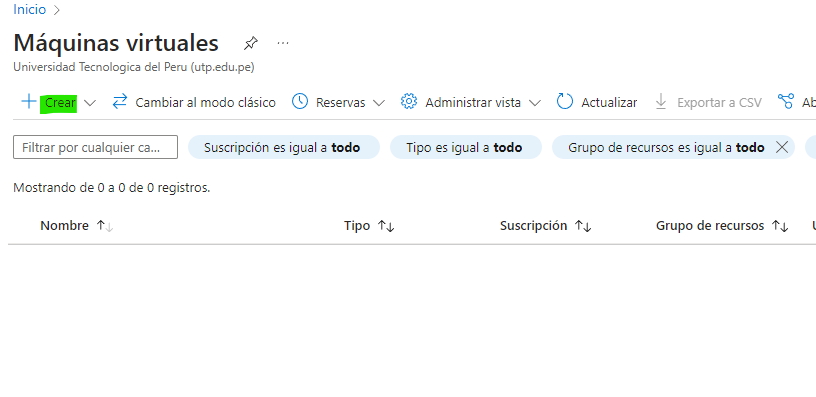 Inicio >
Máquinas virtuales ...
Universidad Tecnologica del Peru (utp.edu.pe)
+ Crear Cambiar al modo clásico Reservas Administrar vista Actualizar Exportar a CSV Ab
Filtrar por cualquier ca... Suscripción es igual a todo Tipo es igual a todo Grupo de recursos es igual a todo
Mostrando de 0 a 0 de 0 registros.
Nombre Tipo Suscripción Grupo de recursos